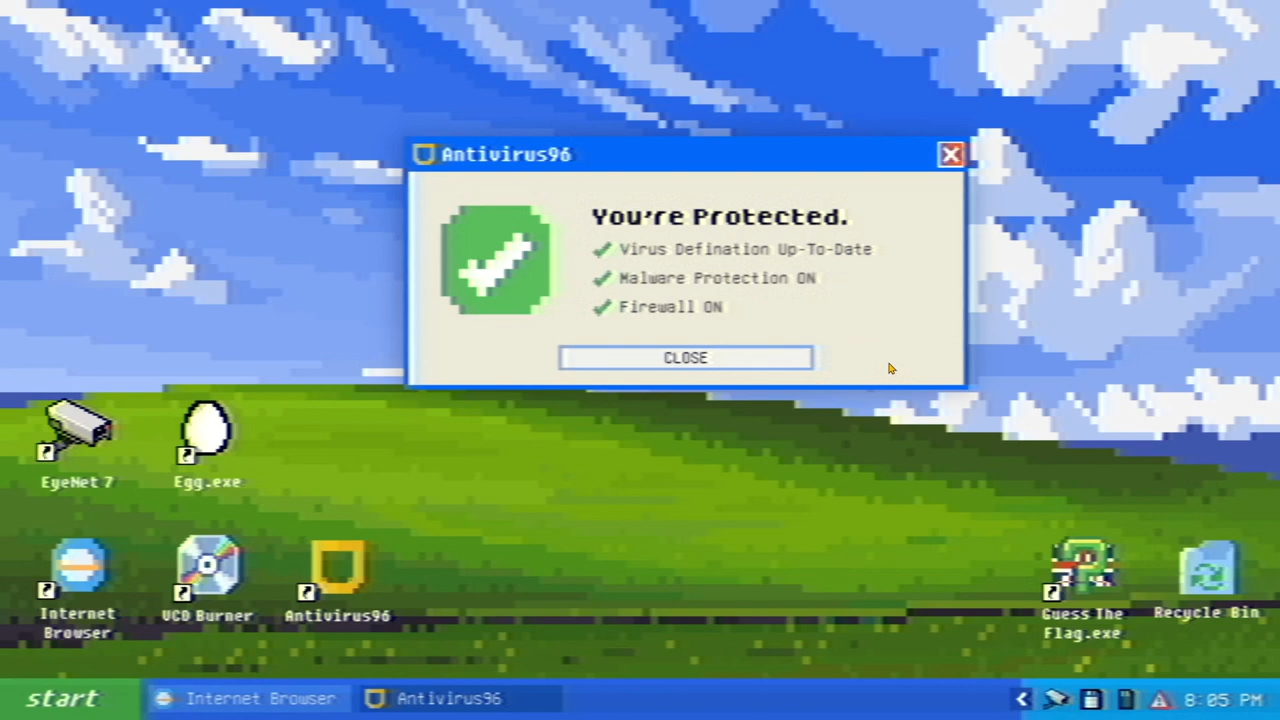 Antivirus96
You're Protected.
Virus Defination Up-To-Date
Malware Protection ON
Firewall ON
CLOSE
EyeNet 7
Egg.exe
Internet
Browser
VCD Burner
Antivirus96
Guess The
Flag.exe
Recycle Bin
start
Internet Browser
Antivirus96
8:05 PM